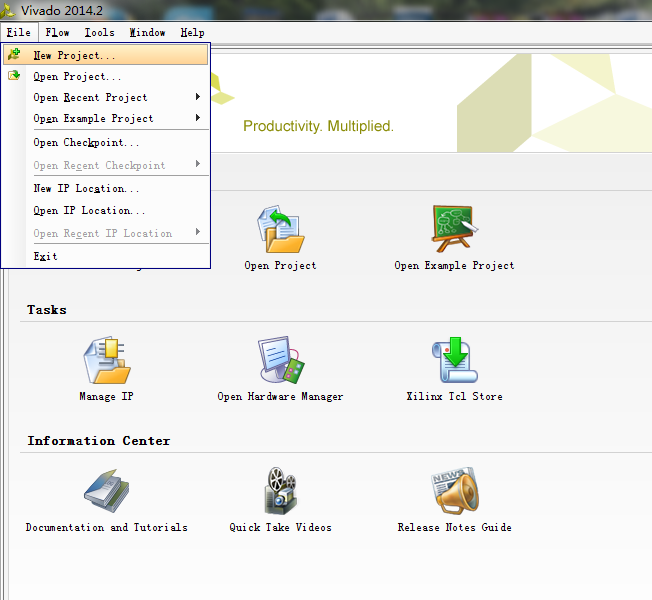 Vivado 2014.2
File Flow Tools Window Help
New Project...
Open Project...
Open Recent Project
Open Example Project
Open Checkpoint...
Open Recent Checkpoint
New IP Location...
Open IP Location...
Open Recent IP Location
Exit
Productivity. Multiplied.
Open Project Open Example Project
Tasks
Manage IP Open Hardware Manager Xilinx Tcl Store
Information Center
Documentation and Tutorials Quick Take Videos Release Notes Guide
NEWS